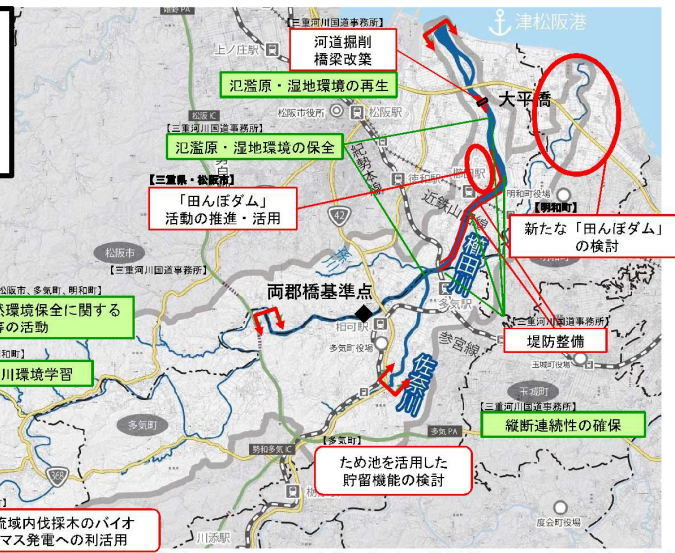 【三重河川国道事務所】
津松阪港
河道掘削
橋梁改築
上ノ庄駅
氾濫原・湿地環境の再生
大平橋
松阪IC
松阪市役所
松阪駅
【三重河川国道事務所】
氾濫原・湿地環境の保全
紀勢本線
徳和駅
櫛田駅
【三重県・松阪市】
明和町役場
「田んぼダム」
活動の推進・活用
近鉄山
42
【明和町】
新たな「田んぼダム」
の検討
松阪市
【三重河川国道事務所】
櫛田川
松阪市、多気町、明和町】
両郡橋基準点
多気駅
然環境保全に関する
等の活動
【三重河川国道事務所】
堤防整備
参宮線
多気町役場
玉城町役場
和町】
川環境学習
佐奈川
玉城町
【三重河川国道事務所】
縦断連続性の確保
多気町
多気PA
【多気町】
勢和多気IC
ため池を活用した
貯留機能の検討
368
流域内伐採木のバイオ
マス発電への利活用
川添駅
度会町役場